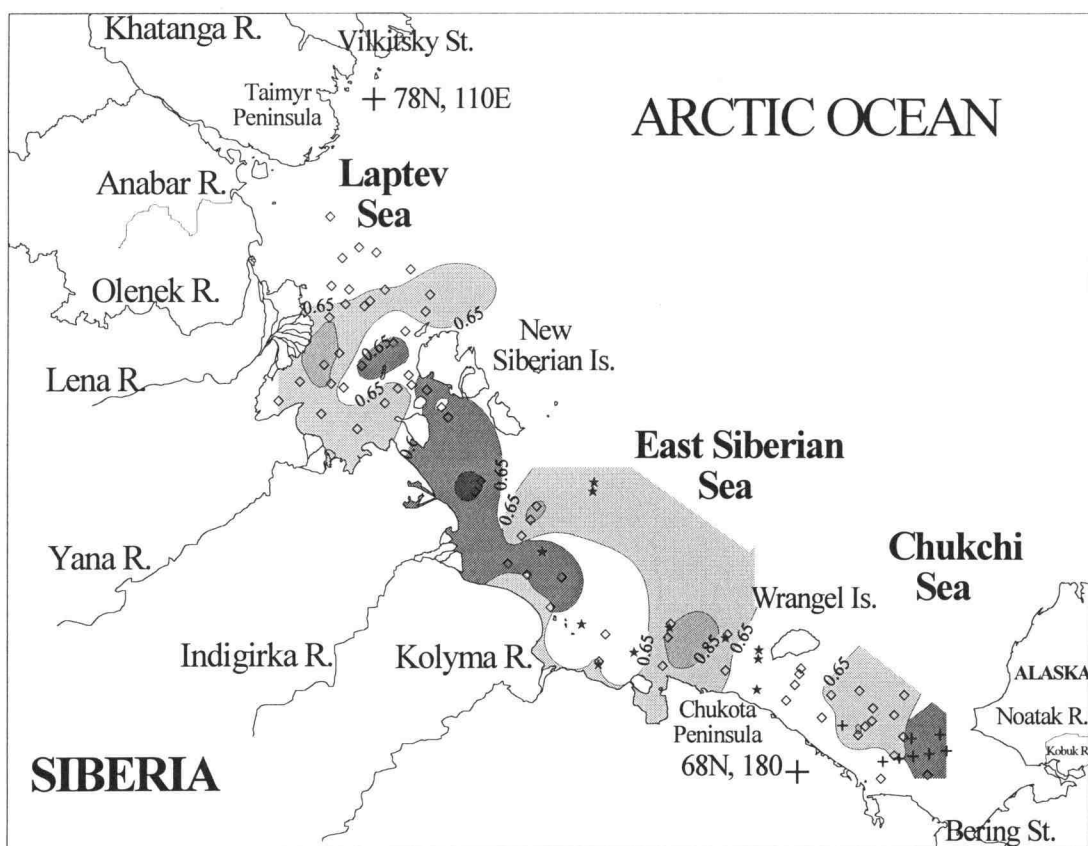 Khatanga R.
Vilkitsky St.
Taimyr
Peninsula
78N, 110E
ARCTIC OCEAN
Anabar R.
Laptev
Sea
Olenek R.
0.65
0.65
0.65
New
Siberian Is.
Lena R.
0.65
East Siberian
Sea
0.65
0.65
Chukchi
Sea
Yana R.
Wrangel Is.
Indigirka R.
Kolyma R.
0.65
0.85
0.65
0.65
ALASKA
Chukota
Peninsula
Noatak R.
68N, 180
Kobuk R
SIBERIA
Bering St.